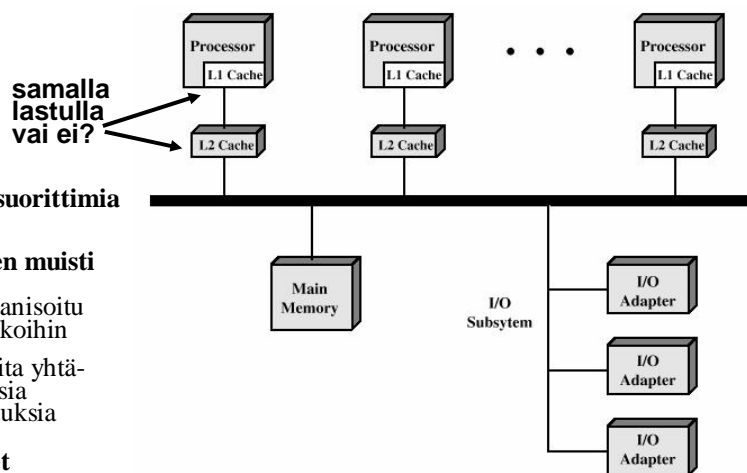 Processor
L1 Cache
L2 Cache
Processor
L1 Cache
L2 Cache
• • •
Processor
L1 Cache
L2 Cache
samalla
lastulla
vai ei?
suorittimia
en muisti
anisoitu
koihin
ita yhtä-
sia
uksia
t
Main
Memory
I/O
Subsytem
I/O
Adapter
I/O
Adapter
I/O
Adapter